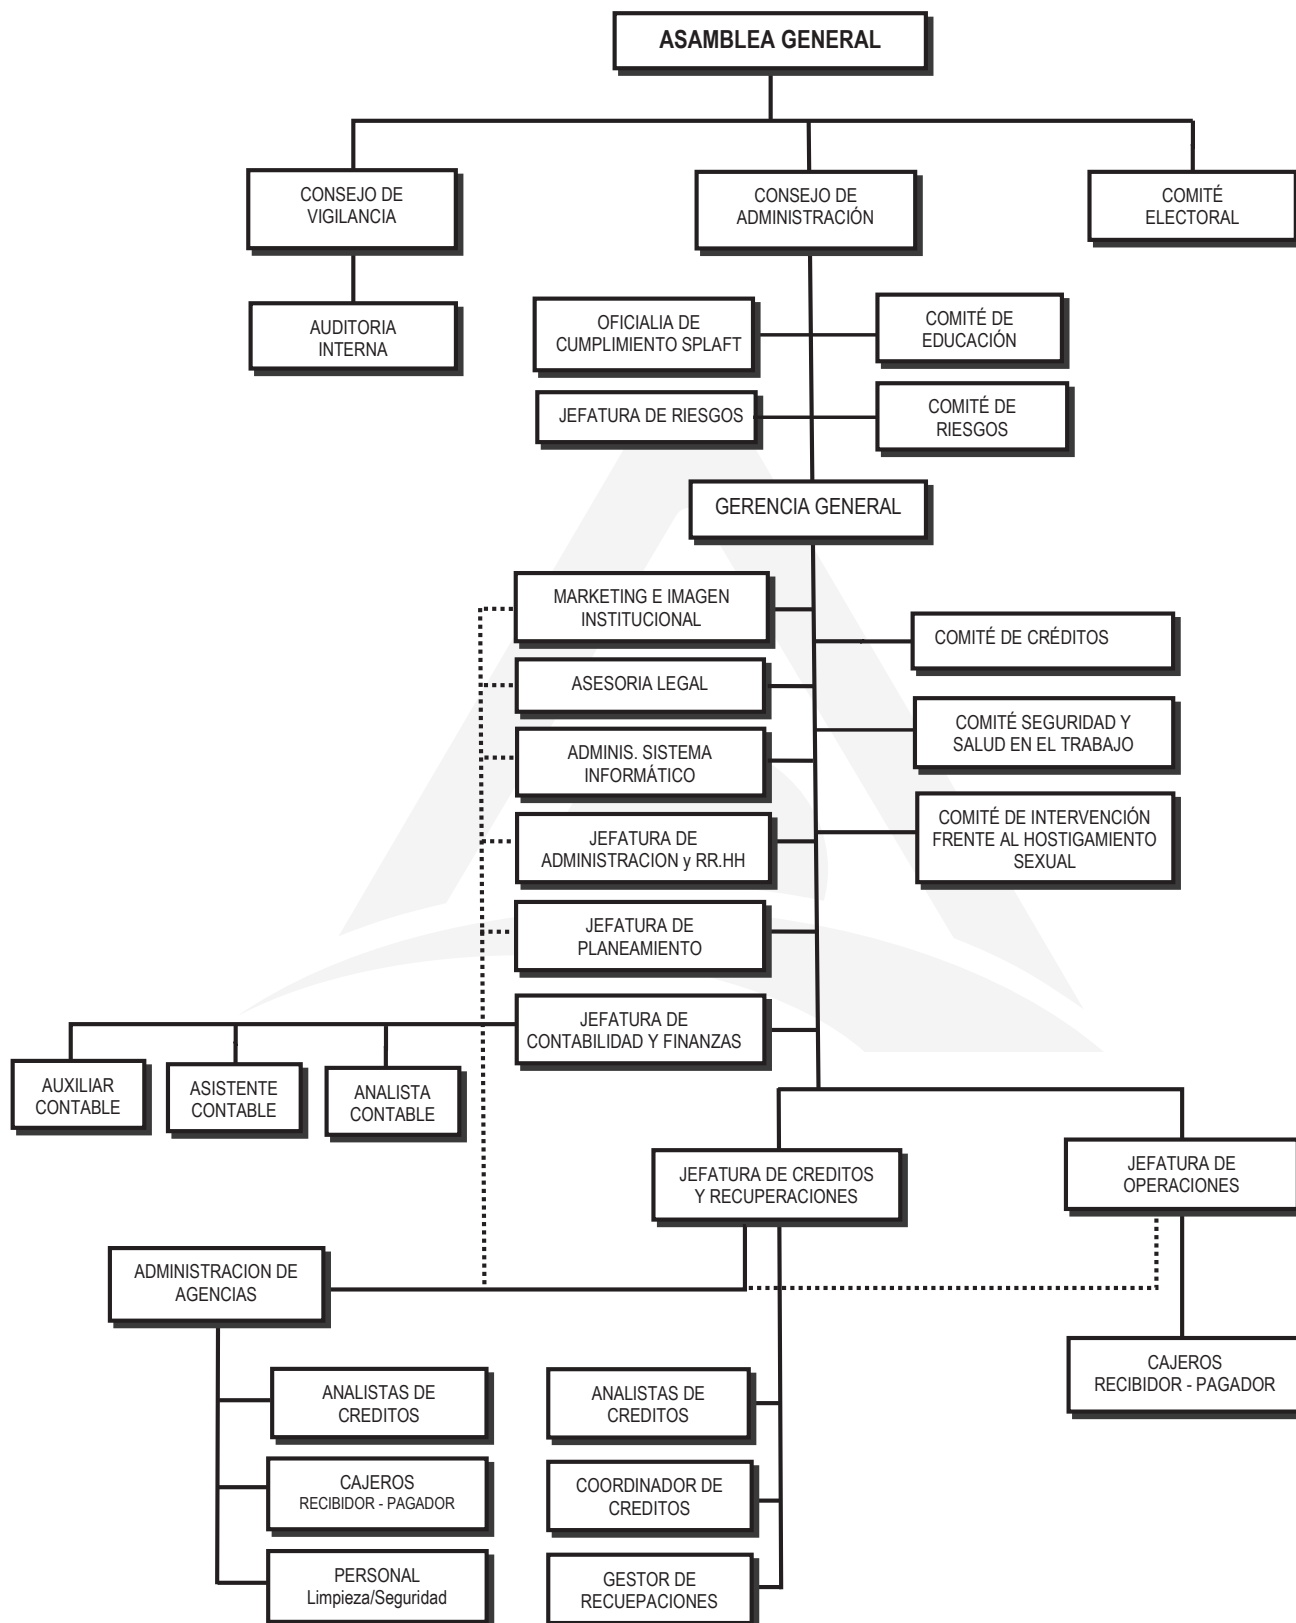 ASAMBLEA GENERAL
CONSEJO DE
VIGILANCIA
CONSEJO DE
ADMINISTRACIÓN
COMITÉ
ELECTORAL
AUDITORIA
INTERNA
OFICIALIA DE
CUMPLIMIENTO SPLAFT
COMITÉ DE
EDUCACIÓN
JEFATURA DE RIESGOS
COMITÉ DE
RIESGOS
GERENCIA GENERAL
MARKETING E IMAGEN
INSTITUCIONAL
COMITÉ DE CRÉDITOS
ASESORIA LEGAL
COMITÉ SEGURIDAD Y
SALUD EN EL TRABAJO
ADMINIS. SISTEMA
INFORMÁTICO
COMITÉ DE INTERVENCIÓN
FRENTE AL HOSTIGAMIENTO
SEXUAL
JEFATURA DE
ADMINISTRACION y RR.HH
JEFATURA DE
PLANEAMIENTO
JEFATURA DE
CONTABILIDAD Y FINANZAS
AUXILIAR
CONTABLE
ASISTENTE
CONTABLE
ANALISTA
CONTABLE
JEFATURA DE CREDITOS
Y RECUPERACIONES
JEFATURA DE
OPERACIONES
ADMINISTRACION DE
AGENCIAS
CAJEROS
RECIBIDOR - PAGADOR
ANALISTAS DE
CREDITOS
ANALISTAS DE
CREDITOS
CAJEROS
RECIBIDOR - PAGADOR
COORDINADOR DE
CREDITOS
PERSONAL
Limpieza/Seguridad
GESTOR DE
RECUEPACIONES